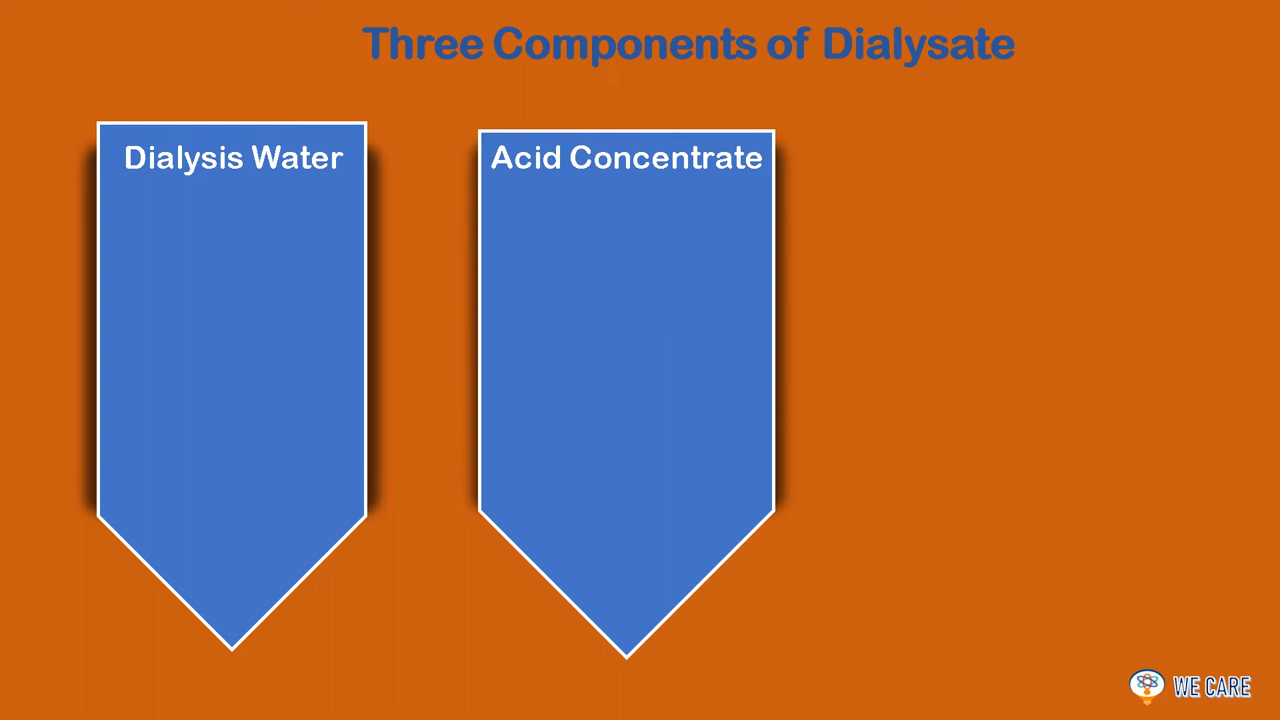 Three Components of Dialysate
Dialysis Water
Acid Concentrate
WE CARE